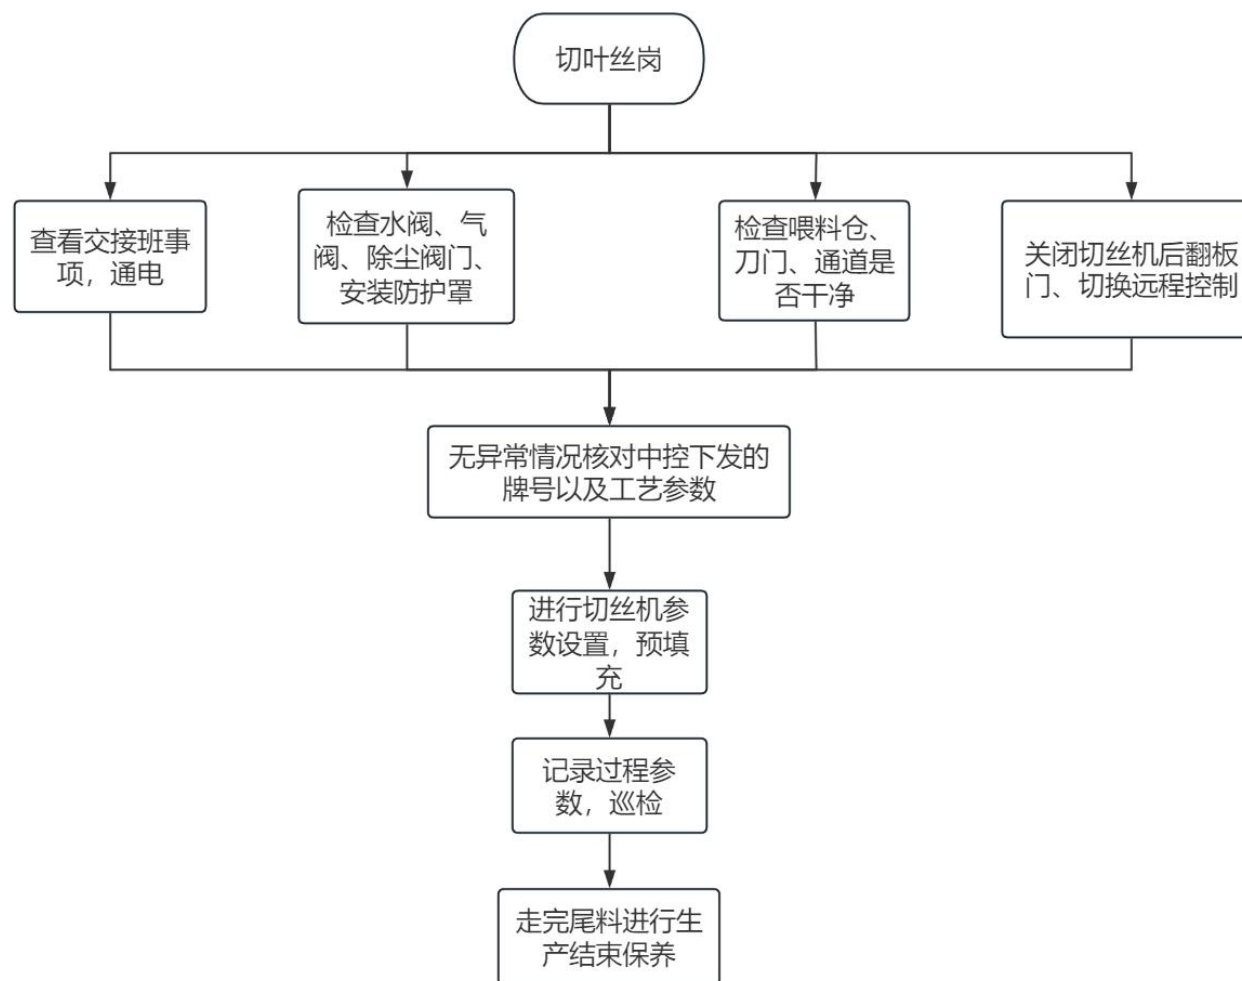 切叶丝岗
查看交接班事
项，通电
检查水阀、气
阀、除尘阀门、
安装防护罩
检查喂料仓、
刀门、通道是
否干净
关闭切丝机后翻板
门、切换远程控制
无异常情况核对中控下发的
牌号以及工艺参数
进行切丝机参
数设置，预填
充
记录过程参
数，巡检
走完尾料进行生
产结束保养